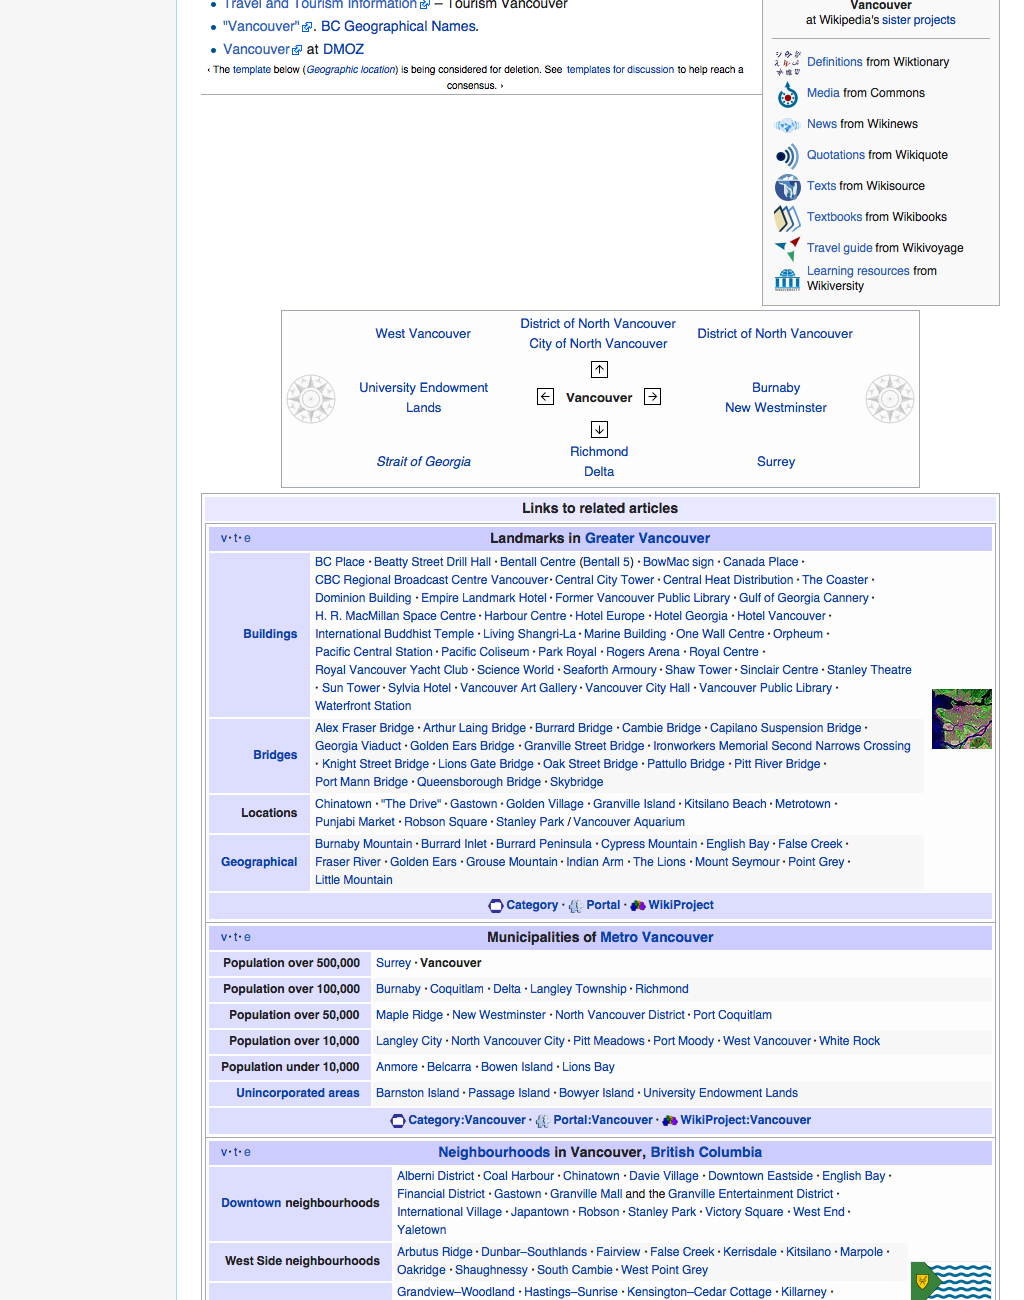 Travel and Tourism Information – Tourism Vancouver
"Vancouver". BC Geographical Names.
Vancouver at DMOZ
‹ The template below (Geographic location) is being considered for deletion. See templates for discussion to help reach a
consensus. ›
Vancouver
at Wikipedia's sister projects
Definitions from Wiktionary
Media from Commons
News from Wikinews
Quotations from Wikiquote
Texts from Wikisource
Textbooks from Wikibooks
Travel guide from Wikivoyage
Learning resources from
Wikiversity
West Vancouver
District of North Vancouver
City of North Vancouver
District of North Vancouver
University Endowment
Lands
Vancouver
Burnaby
New Westminster
Strait of Georgia
Richmond
Delta
Surrey
Links to related articles
v · t · e
Landmarks in Greater Vancouver
Buildings
BC Place · Beatty Street Drill Hall · Bentall Centre (Bentall 5) · BowMac sign · Canada Place ·
CBC Regional Broadcast Centre Vancouver · Central City Tower · Central Heat Distribution · The Coaster ·
Dominion Building · Empire Landmark Hotel · Former Vancouver Public Library · Gulf of Georgia Cannery ·
H. R. MacMillan Space Centre · Harbour Centre · Hotel Europe · Hotel Georgia · Hotel Vancouver ·
International Buddhist Temple · Living Shangri-La · Marine Building · One Wall Centre · Orpheum ·
Pacific Central Station · Pacific Coliseum · Park Royal · Rogers Arena · Royal Centre ·
Royal Vancouver Yacht Club · Science World · Seaforth Armoury · Shaw Tower · Sinclair Centre · Stanley Theatre
· Sun Tower · Sylvia Hotel · Vancouver Art Gallery · Vancouver City Hall · Vancouver Public Library ·
Waterfront Station
Bridges
Alex Fraser Bridge · Arthur Laing Bridge · Burrard Bridge · Cambie Bridge · Capilano Suspension Bridge ·
Georgia Viaduct · Golden Ears Bridge · Granville Street Bridge · Ironworkers Memorial Second Narrows Crossing
· Knight Street Bridge · Lions Gate Bridge · Oak Street Bridge · Pattullo Bridge · Pitt River Bridge ·
Port Mann Bridge · Queensborough Bridge · Skybridge
Locations
Chinatown · "The Drive" · Gastown · Golden Village · Granville Island · Kitsilano Beach · Metrotown ·
Punjabi Market · Robson Square · Stanley Park / Vancouver Aquarium
Geographical
Burnaby Mountain · Burrard Inlet · Burrard Peninsula · Cypress Mountain · English Bay · False Creek ·
Fraser River · Golden Ears · Grouse Mountain · Indian Arm · The Lions · Mount Seymour · Point Grey ·
Little Mountain
Category · Portal · WikiProject
v · t · e
Municipalities of Metro Vancouver
Population over 500,000
Surrey · Vancouver
Population over 100,000
Burnaby · Coquitlam · Delta · Langley Township · Richmond
Population over 50,000
Maple Ridge · New Westminster · North Vancouver District · Port Coquitlam
Population over 10,000
Langley City · North Vancouver City · Pitt Meadows · Port Moody · West Vancouver · White Rock
Population under 10,000
Anmore · Belcarra · Bowen Island · Lions Bay
Unincorporated areas
Barnston Island · Passage Island · Bowyer Island · University Endowment Lands
Category:Vancouver · Portal:Vancouver · WikiProject:Vancouver
v · t · e
Neighbourhoods in Vancouver, British Columbia
Downtown neighbourhoods
Alberni District · Coal Harbour · Chinatown · Davie Village · Downtown Eastside · English Bay ·
Financial District · Gastown · Granville Mall and the Granville Entertainment District ·
International Village · Japantown · Robson · Stanley Park · Victory Square · West End ·
Yaletown
West Side neighbourhoods
Arbutus Ridge · Dunbar–Southlands · Fairview · False Creek · Kerrisdale · Kitsilano · Marpole ·
Oakridge · Shaughnessy · South Cambie · West Point Grey
Grandview–Woodland · Hastings–Sunrise · Kensington–Cedar Cottage · Killarney ·